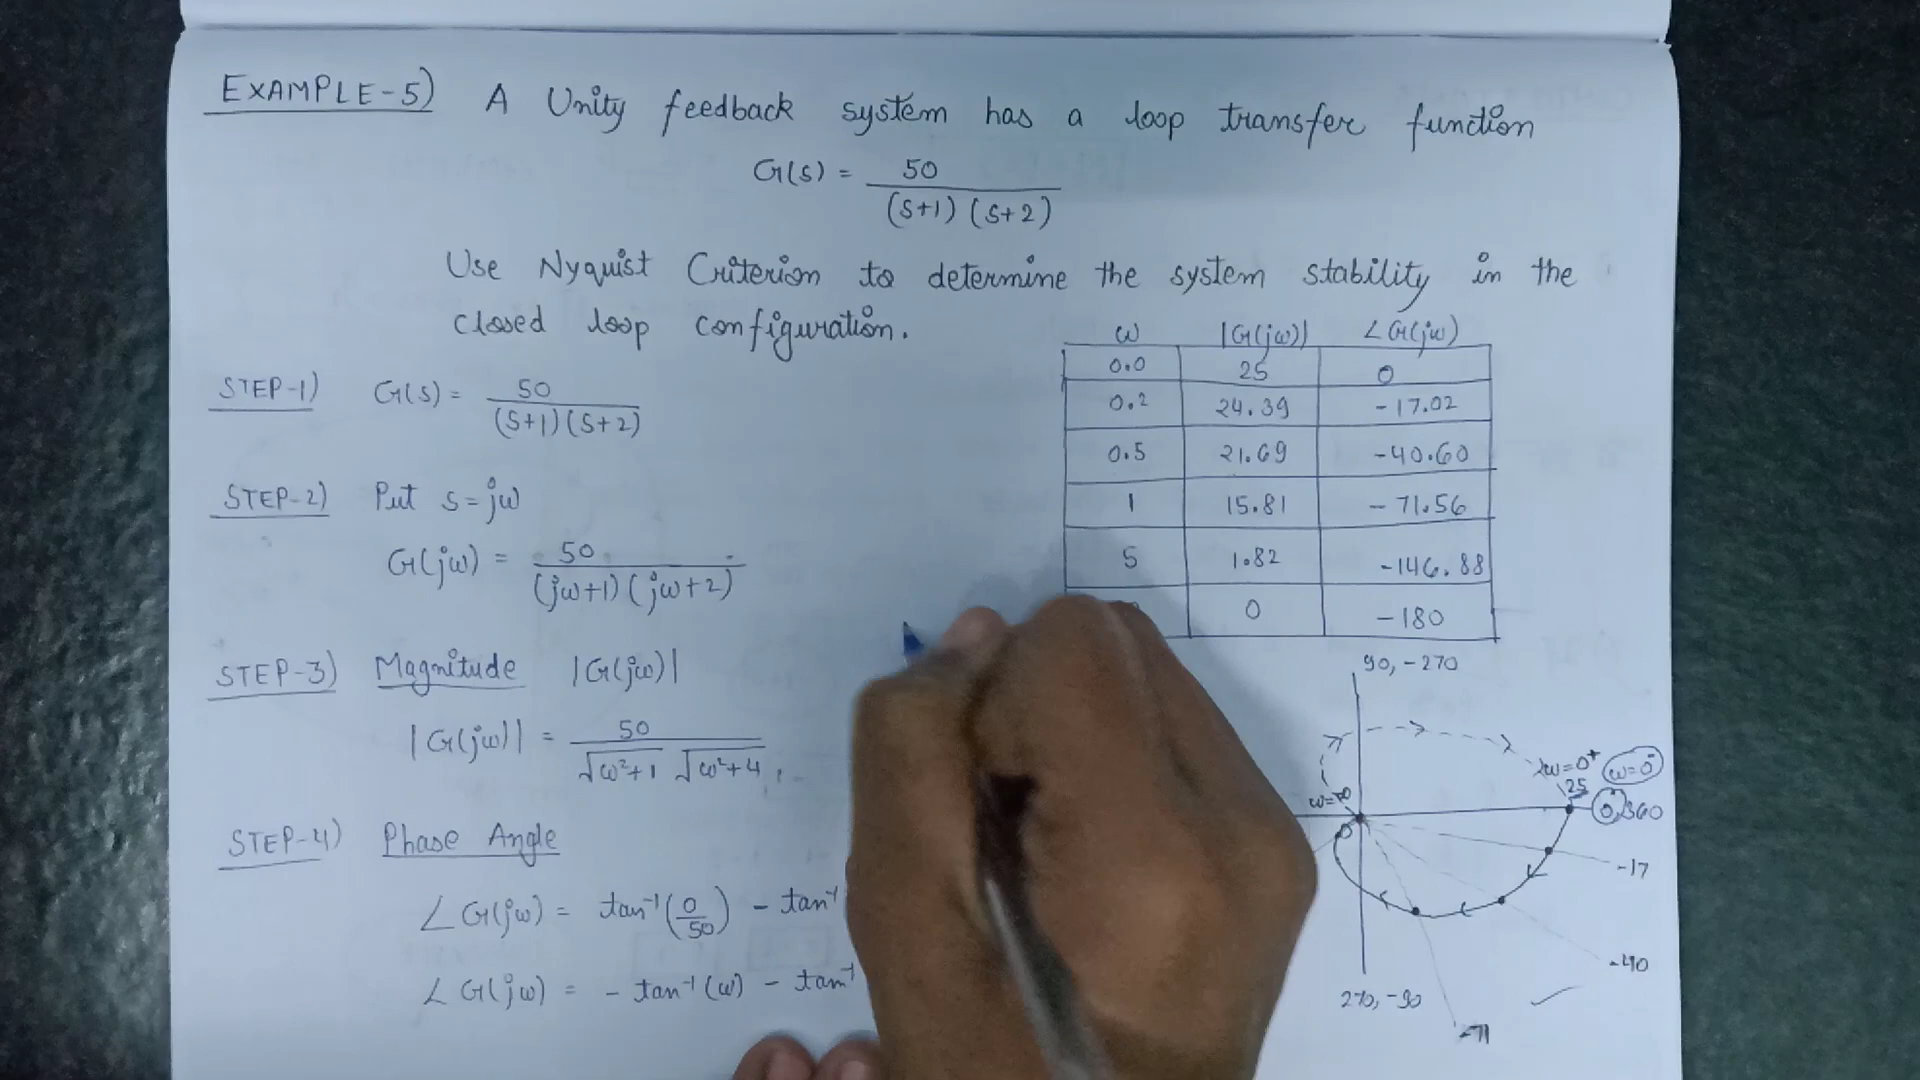 EXAMPLE-5) A Unity feedback system has a loop transfer function
G(s) = 50 / (s+1) (s+2)
Use Nyquist Criterion to determine the system stability in the
closed loop configuration.
STEP-1) G(s) = 50 / (s+1)(s+2)
STEP-2) Put s=jω
G(jω) = 50 / (jω+1) (jω+2)
STEP-3) Magnitude |G(jω)|
|G(jω)| = 50 / √ω²+1 √ω²+4
STEP-4) Phase Angle
∠G(jω) = tan⁻¹(0/50) - tan⁻¹
∠G(jω) = - tan⁻¹(ω) - tan⁻¹
ω |G(jω)| ∠G(jω)
0.0 25 0
0.2 24.39 -17.02
0.5 21.69 -40.60
1 15.81 -71.56
5 1.82 -146.88
0 -180
90, -270
ω=0⁺ ω=0⁻
25
ω=∞
0,360
-17
-40
270, -90
-71